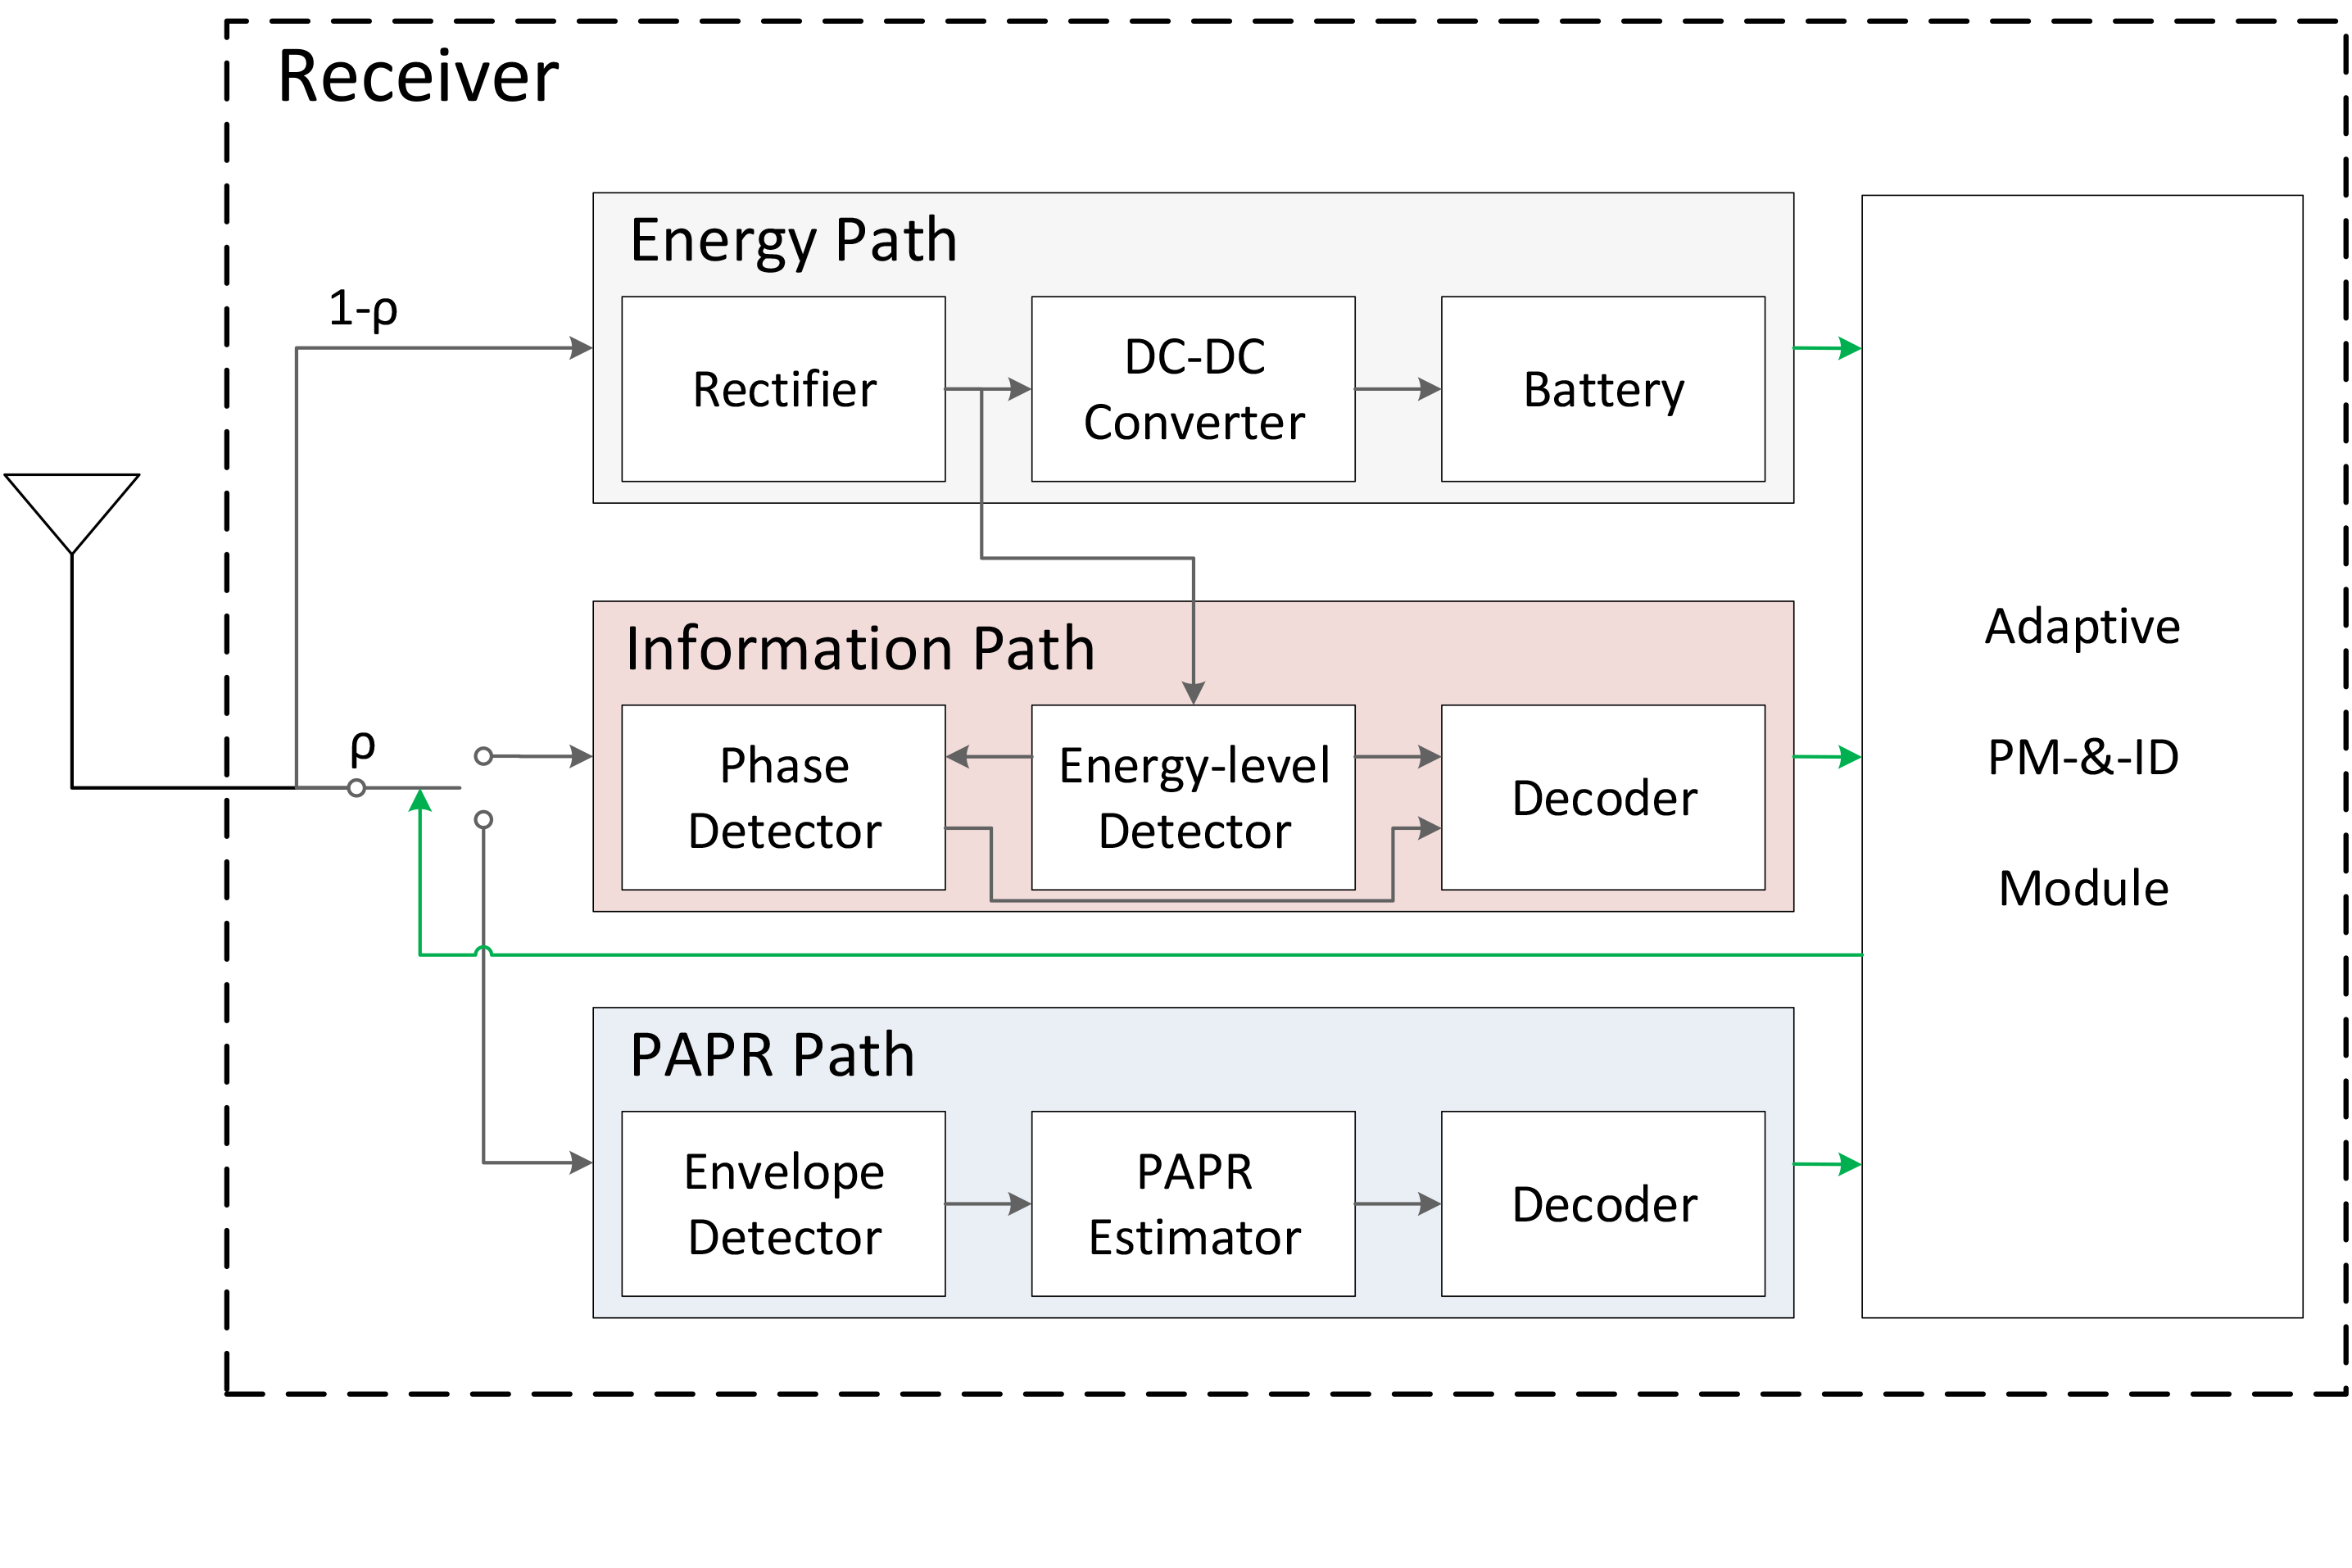 Receiver
Energy Path
1-ρ
Rectifier
DC-DC
Converter
Battery
Information Path
ρ
Phase
Detector
Energy-level
Detector
Decoder
Adaptive
PM-&-ID
Module
PAPR Path
Envelope
Detector
PAPR
Estimator
Decoder